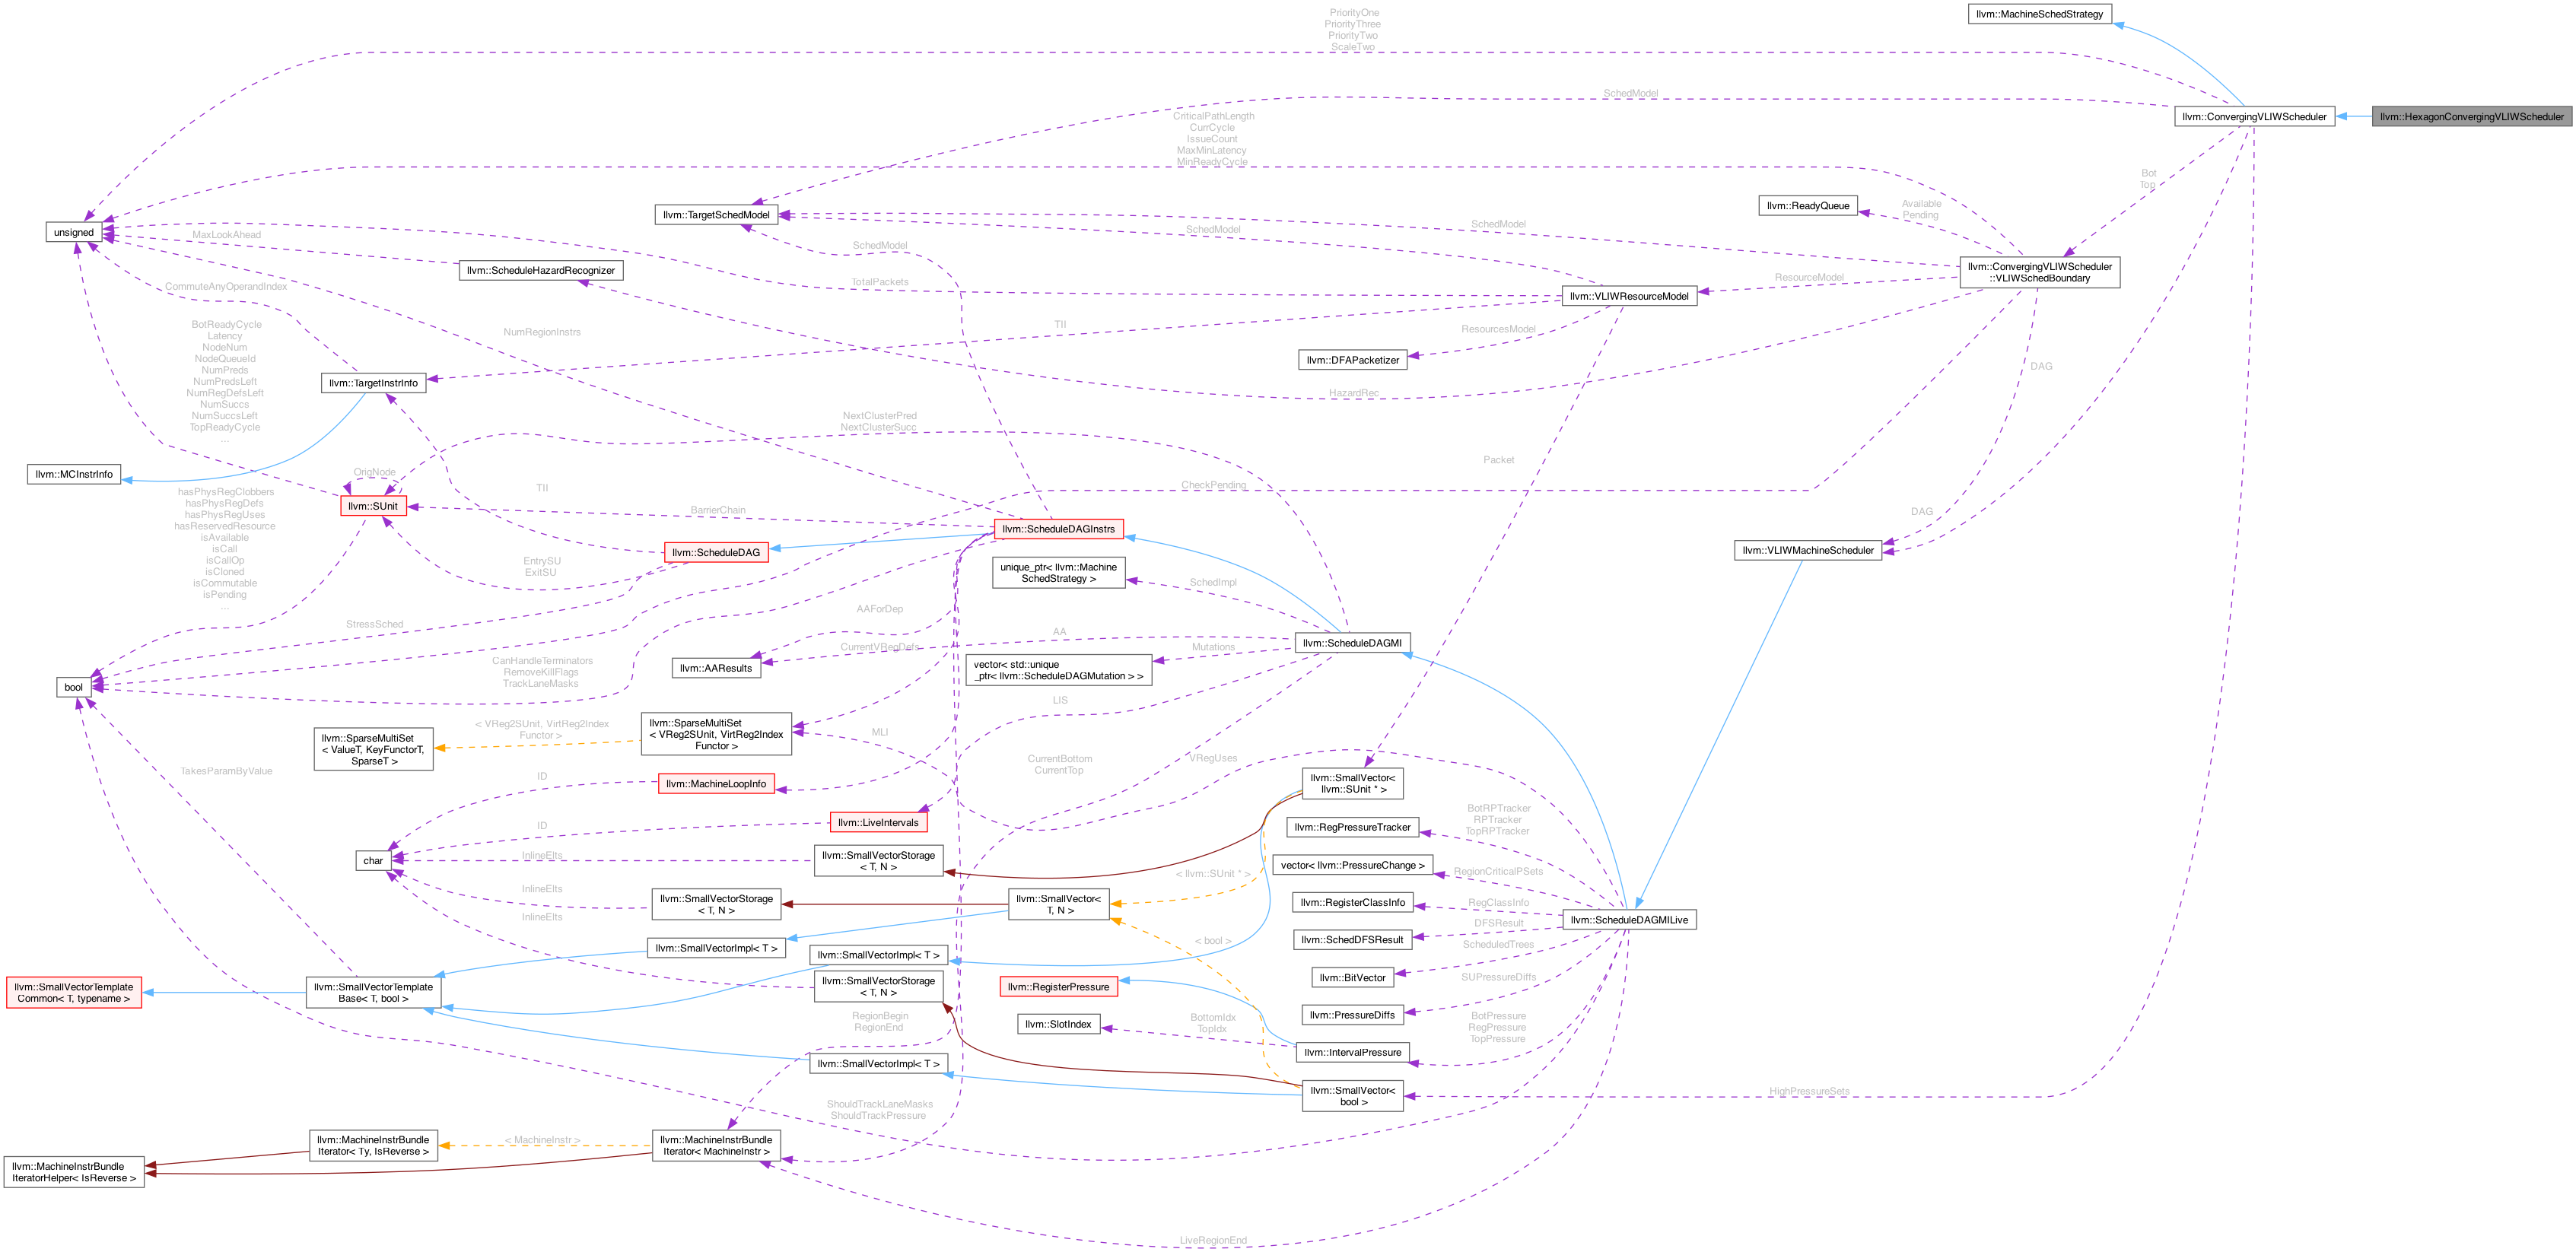 PriorityOne
PriorityThree
PriorityTwo
ScaleTwo
llvm::MachineSchedStrategy
SchedModel
llvm::ConvergingVLIWScheduler
llvm::HexagonConvergingVLIWScheduler
CriticalPathLength
CurrCycle
IssueCount
MaxMinLatency
MinReadyCycle
Bot
Top
llvm::TargetSchedModel
llvm::ReadyQueue
Available
Pending
unsigned
MaxLookAhead
SchedModel
SchedModel
SchedModel
llvm::ScheduleHazardRecognizer
llvm::ConvergingVLIWScheduler
::VLIWSchedBoundary
CommuteAnyOperandIndex
TotalPackets
ResourceModel
llvm::VLIWResourceModel
BotReadyCycle
Latency
NodeNum
NodeQueueId
NumPreds
NumPredsLeft
NumRegDefsLeft
NumSuccs
NumSuccsLeft
TopReadyCycle
...
NumRegionInstrs
TII
ResourcesModel
llvm::DFAPacketizer
DAG
llvm::TargetInstrInfo
HazardRec
NextClusterPred
NextClusterSucc
llvm::MCInstrInfo
OrigNode
Packet
TII
CheckPending
hasPhysRegClobbers
hasPhysRegDefs
hasPhysRegUses
hasReservedResource
isAvailable
isCall
isCallOp
isCloned
isCommutable
isPending
...
llvm::SUnit
BarrierChain
llvm::ScheduleDAGInstrs
DAG
llvm::ScheduleDAG
llvm::VLIWMachineScheduler
EntrySU
ExitSU
unique_ptr< llvm::Machine
SchedStrategy >
SchedImpl
StressSched
AAForDep
AA
llvm::ScheduleDAGMI
CurrentVRegDefs
Mutations
llvm::AAResults
vector< std::unique
_ptr< llvm::ScheduleDAGMutation > >
bool
CanHandleTerminators
RemoveKillFlags
TrackLaneMasks
LIS
< VReg2SUnit, VirtReg2Index
Functor >
llvm::SparseMultiSet
< VReg2SUnit, VirtReg2Index
Functor >
MLI
llvm::SparseMultiSet
< ValueT, KeyFunctorT,
SparseT >
CurrentBottom
CurrentTop
VRegUses
TakesParamByValue
ID
llvm::MachineLoopInfo
llvm::SmallVector<
llvm::SUnit * >
BotRPTracker
RPTracker
TopRPTracker
ID
llvm::LiveIntervals
llvm::RegPressureTracker
char
InlineElts
llvm::SmallVectorStorage
< T, N >
vector< llvm::PressureChange >
RegionCriticalPSets
< llvm::SUnit * >
InlineElts
llvm::SmallVectorStorage
< T, N >
llvm::SmallVector<
T, N >
llvm::RegisterClassInfo
RegClassInfo
InlineElts
llvm::ScheduleDAGMILive
DFSResult
llvm::SchedDFSResult
ScheduledTrees
< bool >
llvm::SmallVectorImpl< T >
llvm::SmallVectorImpl< T >
llvm::BitVector
SUPressureDiffs
llvm::SmallVectorTemplate
Common< T, typename >
llvm::SmallVectorTemplate
Base< T, bool >
llvm::SmallVectorStorage
< T, N >
llvm::RegisterPressure
llvm::PressureDiffs
RegionBegin
RegionEnd
llvm::SlotIndex
BottomIdx
TopIdx
BotPressure
RegPressure
TopPressure
llvm::IntervalPressure
llvm::SmallVectorImpl< T >
llvm::SmallVector<
bool >
HighPressureSets
ShouldTrackLaneMasks
ShouldTrackPressure
llvm::MachineInstrBundle
Iterator< Ty, IsReverse >
< MachineInstr >
llvm::MachineInstrBundle
Iterator< MachineInstr >
llvm::MachineInstrBundle
IteratorHelper< IsReverse >
LiveRegionEnd